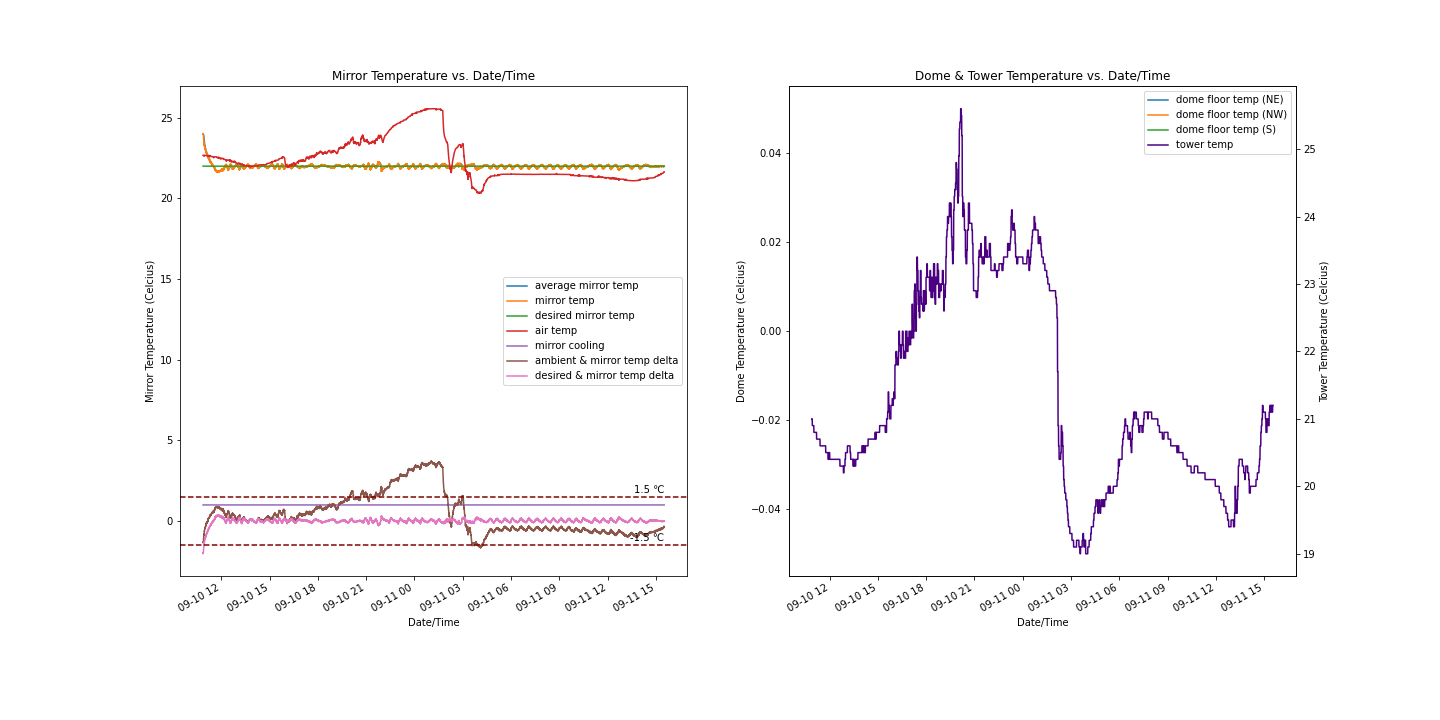 Mirror Temperature vs. Date/Time
Mirror Temperature (Celcius)
25
20
15
10
5
0
average mirror temp
mirror temp
desired mirror temp
air temp
mirror cooling
ambient & mirror temp delta
desired & mirror temp delta
1.5 °C
-1.5 °C
09-10 12
09-10 15
09-10 18
09-10 21
09-11 00
09-11 03
09-11 06
09-11 09
09-11 12
09-11 15
Date/Time
Dome & Tower Temperature vs. Date/Time
Dome Temperature (Celcius)
0.04
0.02
0.00
−0.02
−0.04
dome floor temp (NE)
dome floor temp (NW)
dome floor temp (S)
tower temp
25
24
23
22
21
20
19
Tower Temperature (Celcius)
09-10 12
09-10 15
09-10 18
09-10 21
09-11 00
09-11 03
09-11 06
09-11 09
09-11 12
09-11 15
Date/Time